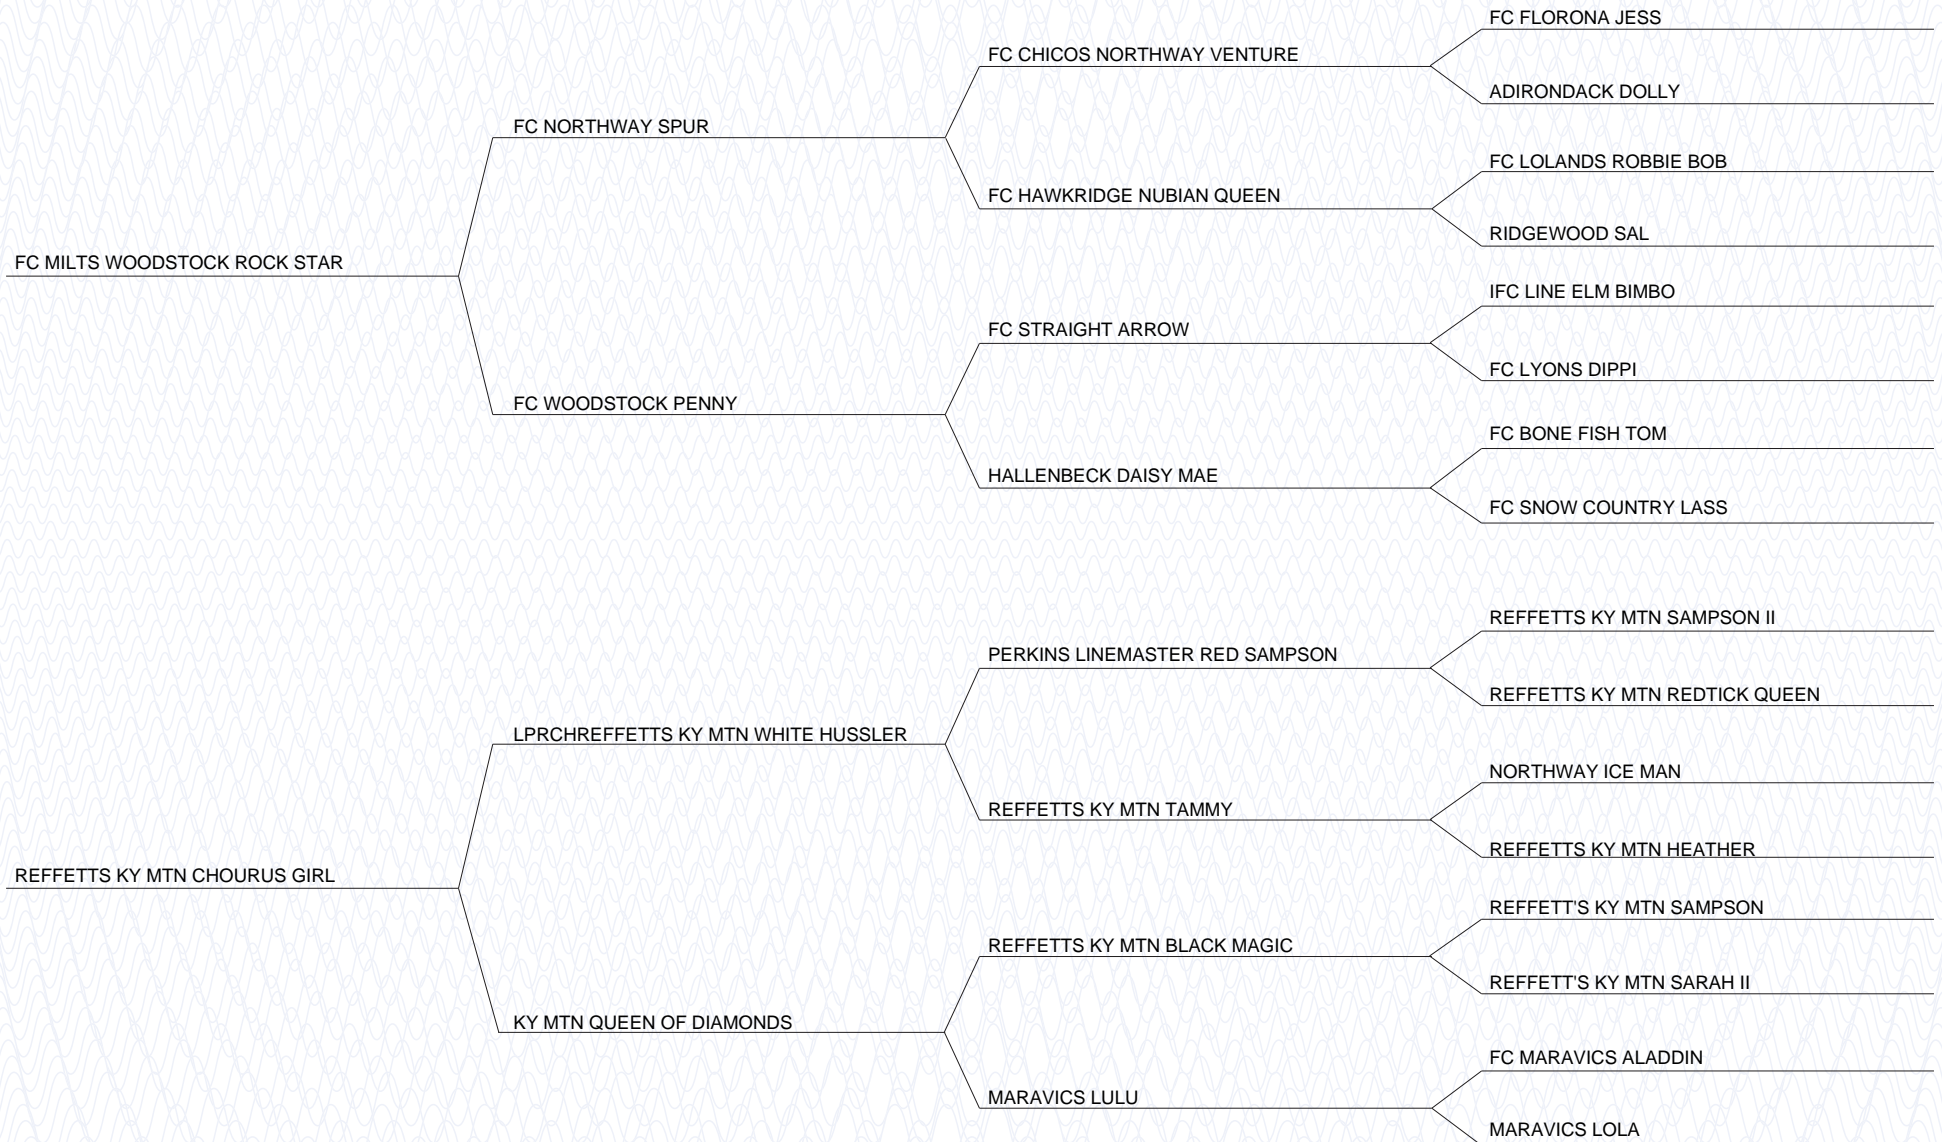 FC FLORONA JESS
FC CHICOS NORTHWAY VENTURE
ADIRONDACK DOLLY
FC NORTHWAY SPUR
FC LOLANDS ROBBIE BOB
FC HAWKRIDGE NUBIAN QUEEN
RIDGEWOOD SAL
FC MILTS WOODSTOCK ROCK STAR
IFC LINE ELM BIMBO
FC STRAIGHT ARROW
FC LYONS DIPPI
FC WOODSTOCK PENNY
FC BONE FISH TOM
HALLENBECK DAISY MAE
FC SNOW COUNTRY LASS
REFFETTS KY MTN SAMPSON II
PERKINS LINEMASTER RED SAMPSON
REFFETTS KY MTN REDTICK QUEEN
LPRCHREFFETTS KY MTN WHITE HUSSLER
NORTHWAY ICE MAN
REFFETTS KY MTN TAMMY
REFFETTS KY MTN HEATHER
REFFETTS KY MTN CHOURUS GIRL
REFFETT'S KY MTN SAMPSON
REFFETTS KY MTN BLACK MAGIC
REFFETT'S KY MTN SARAH II
KY MTN QUEEN OF DIAMONDS
FC MARAVICS ALADDIN
MARAVICS LULU
MARAVICS LOLA